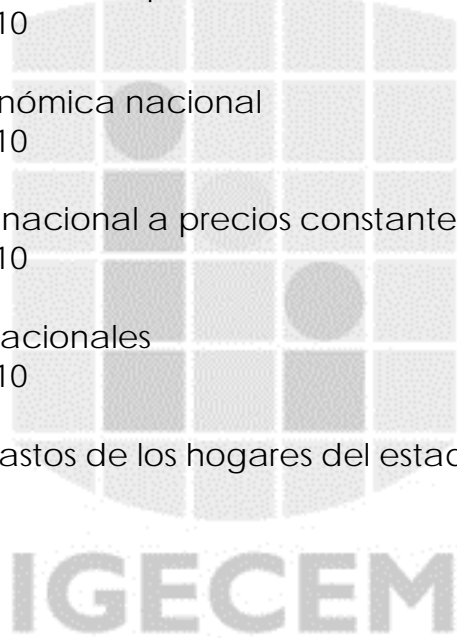 10
nómica nacional
10
nacional a precios constante
10
acionales
10
astos de los hogares del estad
IGECEM